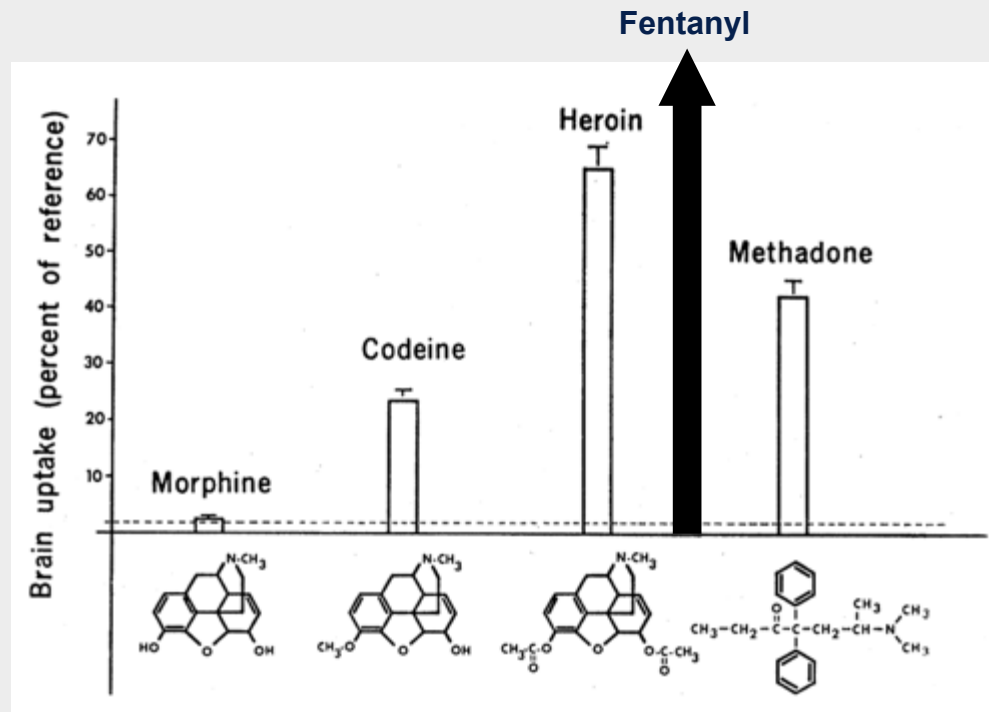 Fentanyl
Brain uptake (percent of reference)
70
60
50
40
30
20
10
Morphine
Codeine
Heroin
Methadone
N-CH3
HO
O
OH
N-CH3
CH3-O
O
OH
N-CH3
CH3-C-O
O
O
O-C-CH3
O
O
CH3
CH3-CH2-C-C-CH2-CH-N
CH3
CH3